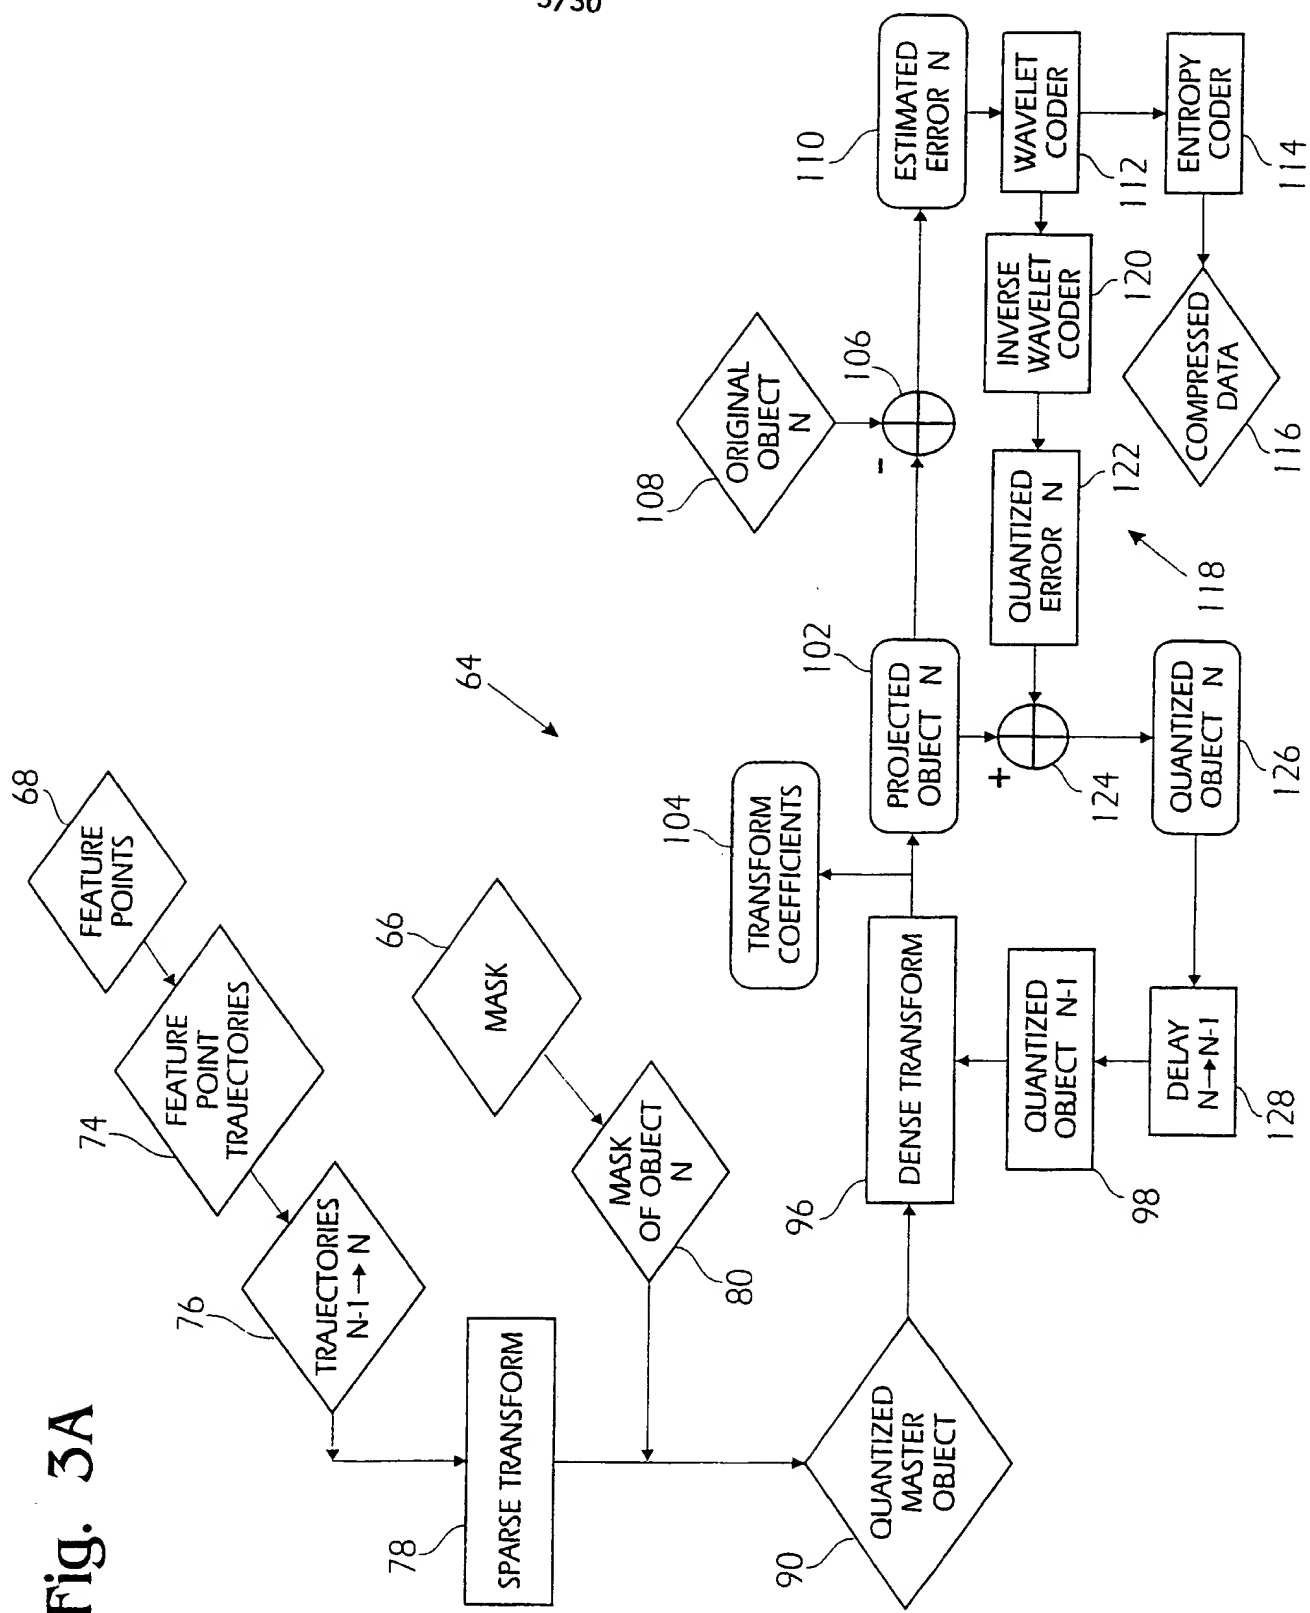 3/30
Fig. 3A
64
68
FEATURE
POINTS
74
FEATURE
POINT
TRAJECTORIES
76
TRAJECTORIES
N-1→N
78
SPARSE TRANSFORM
66
MASK
80
MASK
OF OBJECT
N
90
QUANTIZED
MASTER
OBJECT
96
DENSE TRANSFORM
104
TRANSFORM
COEFFICIENTS
102
PROJECTED
OBJECT N
108
ORIGINAL
OBJECT
N
106
-
110
ESTIMATED
ERROR N
WAVELET
CODER
112
ENTROPY
CODER
114
COMPRESSED
DATA
116
INVERSE
WAVELET
CODER
120
QUANTIZED
ERROR N
122
118
+
124
QUANTIZED
OBJECT N
126
DELAY
N→N-1
128
QUANTIZED
OBJECT N-1
98